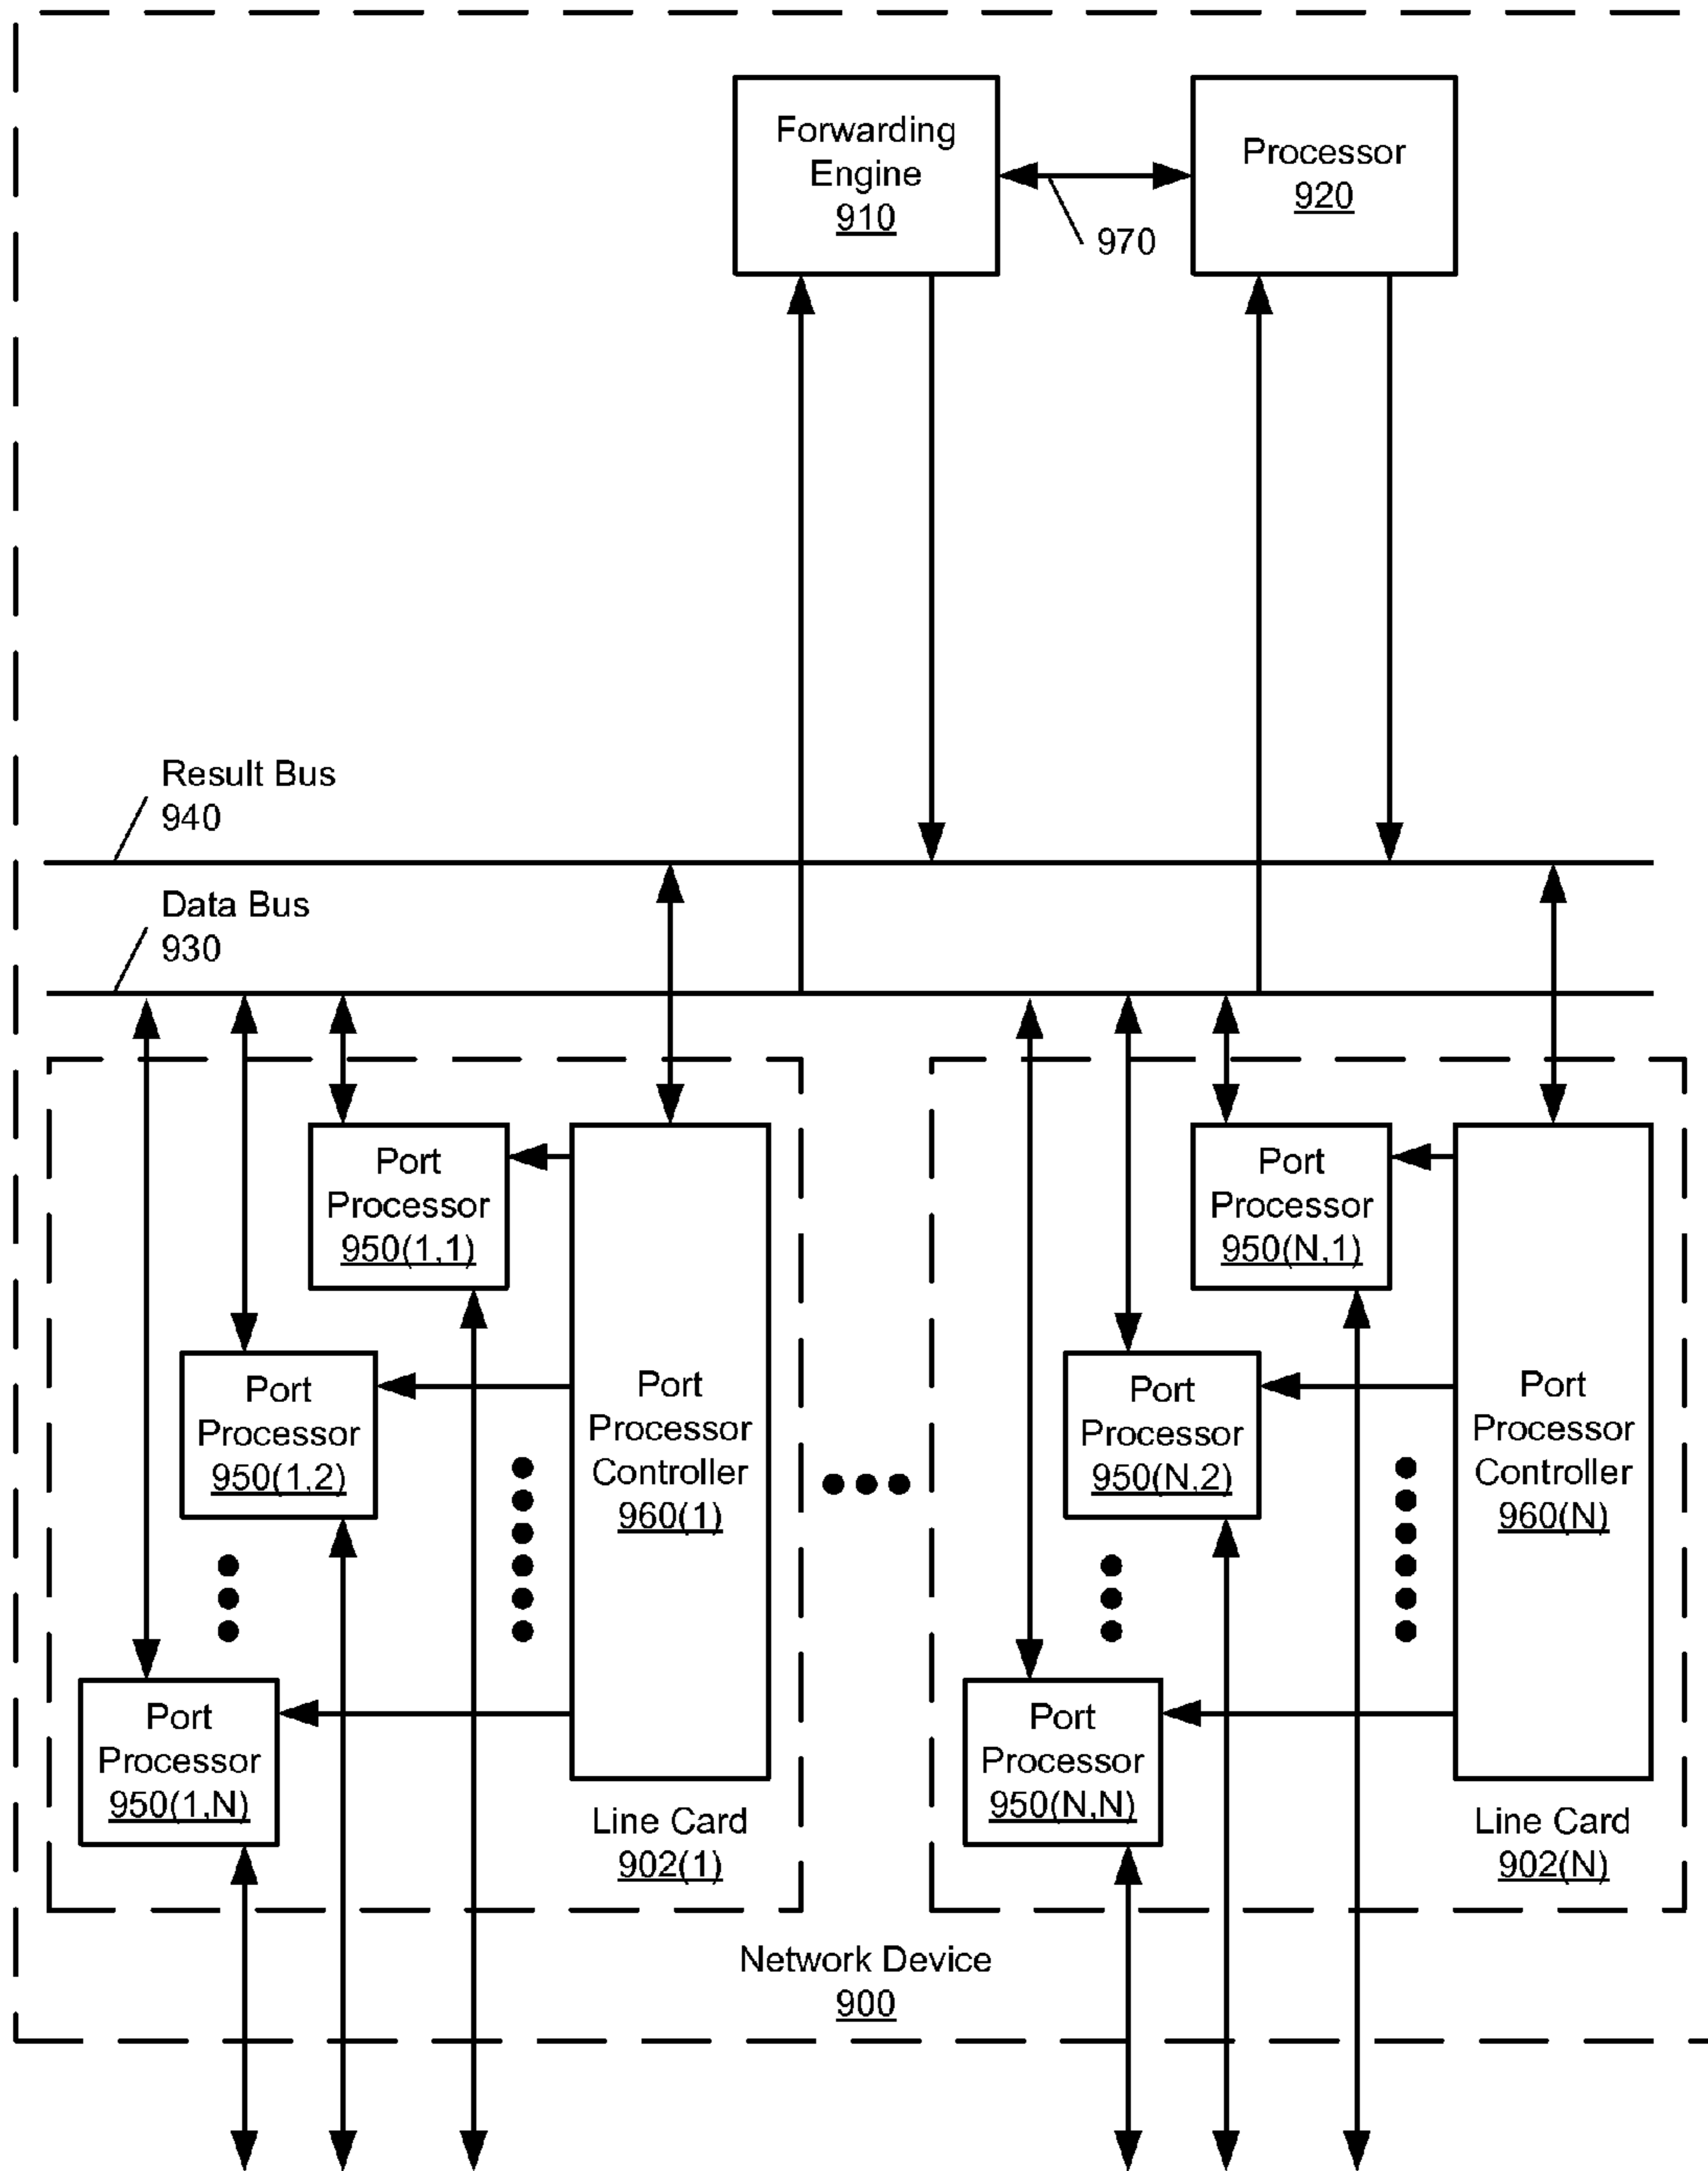 Forwarding
Engine
910
Processor
920
970
Result Bus
940
Data Bus
930
Port
Processor
950(1,1)
Port
Processor
950(1,2)
Port
Processor
950(1,N)
Port
Processor
Controller
960(1)
Line Card
902(1)
Port
Processor
950(N,1)
Port
Processor
950(N,2)
Port
Processor
950(N,N)
Port
Processor
Controller
960(N)
Line Card
902(N)
Network Device
900